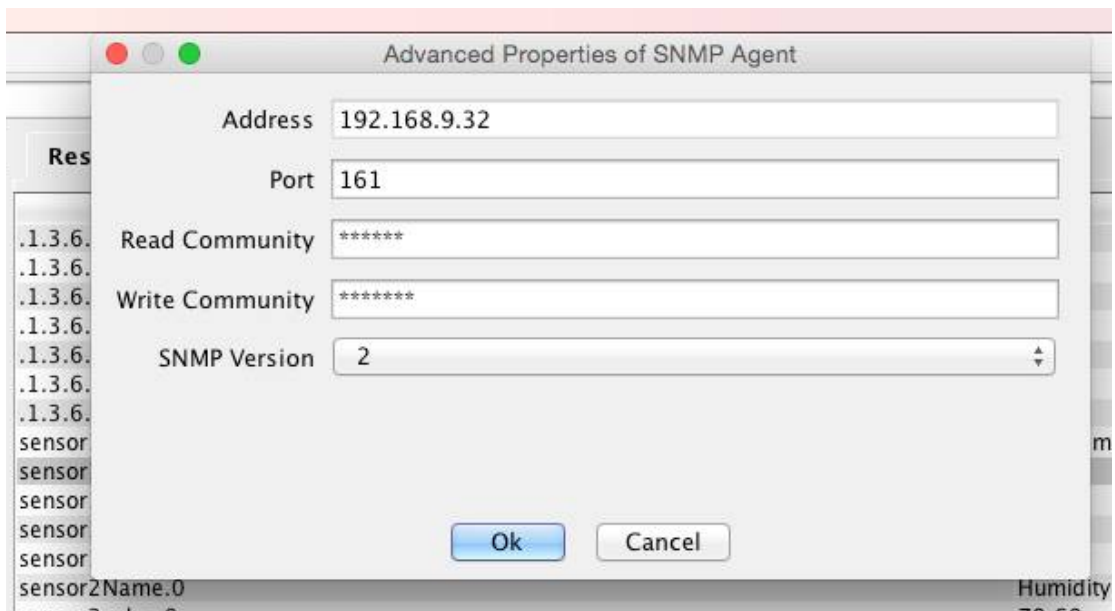 Advanced Properties of SNMP Agent
Address 192.168.9.32
Port 161
Read Community ******
Write Community *******
SNMP Version 2
Ok Cancel
Res
.1.3.6.
.1.3.6.
.1.3.6.
.1.3.6.
.1.3.6.
.1.3.6.
.1.3.6.
sensor m
sensor
sensor
sensor
sensor
sensor2Name.0 Humidity